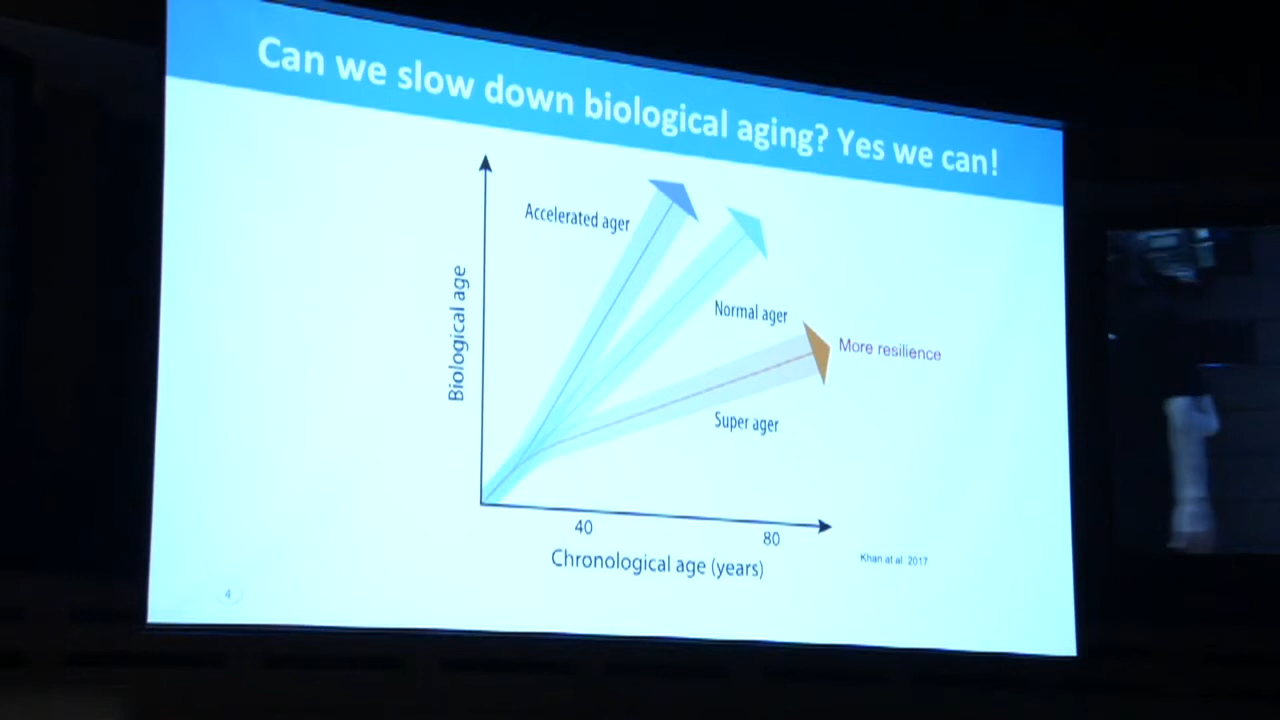 Can we slow down biological aging? Yes we can!
Accelerated ager
Biological age
Normal ager
More resilience
Super ager
40
80
Chronological age (years)
Khan at al. 2017
4